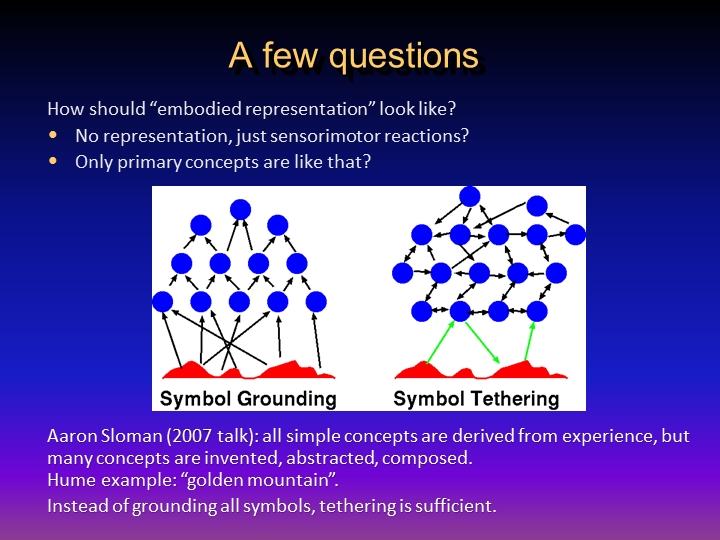 A few questions
How should “embodied representation” look like?
• No representation, just sensorimotor reactions?
• Only primary concepts are like that?
Symbol Grounding
Symbol Tethering
Aaron Sloman (2007 talk): all simple concepts are derived from experience, but
many concepts are invented, abstracted, composed.
Hume example: “golden mountain”.
Instead of grounding all symbols, tethering is sufficient.